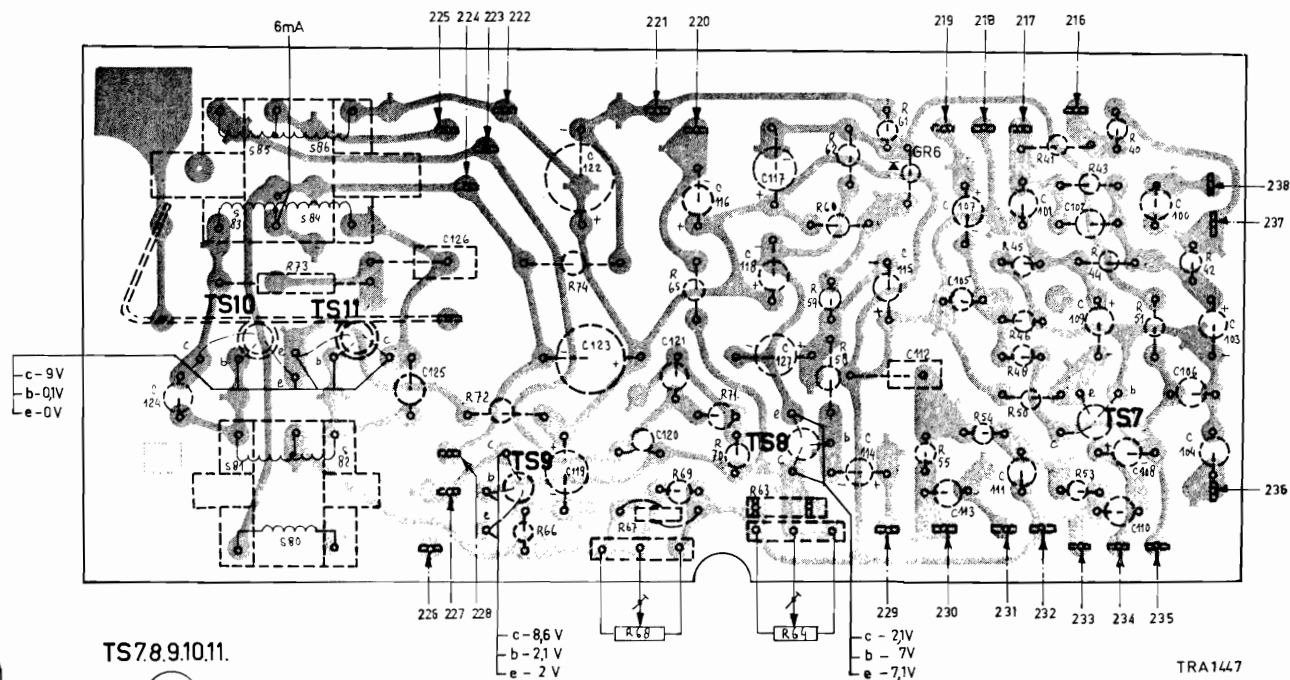 6mA
225 224 223 222 221 220 219 218 217 216
S85 S86 C122 C117 R61 R62 GR6 R41 R40
S83 S84 C116 R60 C107 C101 R43 C102 C100 238
237
R73 C126 R74 R65 C118 R59 C115 C105 R45 R44 R42
TS10 TS11 C109 R51 C103
c b e e b c C123 C121 C127 R58 C112 R46 R48 C106
c - 9V
b - 0,1V
e - 0V
C124 C125 R72 R71 e TS8 b c R50 e b c TS7
S81 S82 c TS9 b e C119 C120 R70 C114 R54 R55 C108 C104
R69 R63 C111 R53 236
S80 R66 R67 C113 C110
226 227 228 R68 R64 229 230 231 232 233 234 235
c - 8,6 V
b - 2,1 V
e - 2 V
c - 2,1V
b - 7V
e - 7,1V
TS7.8.9.10.11.
TRA1447